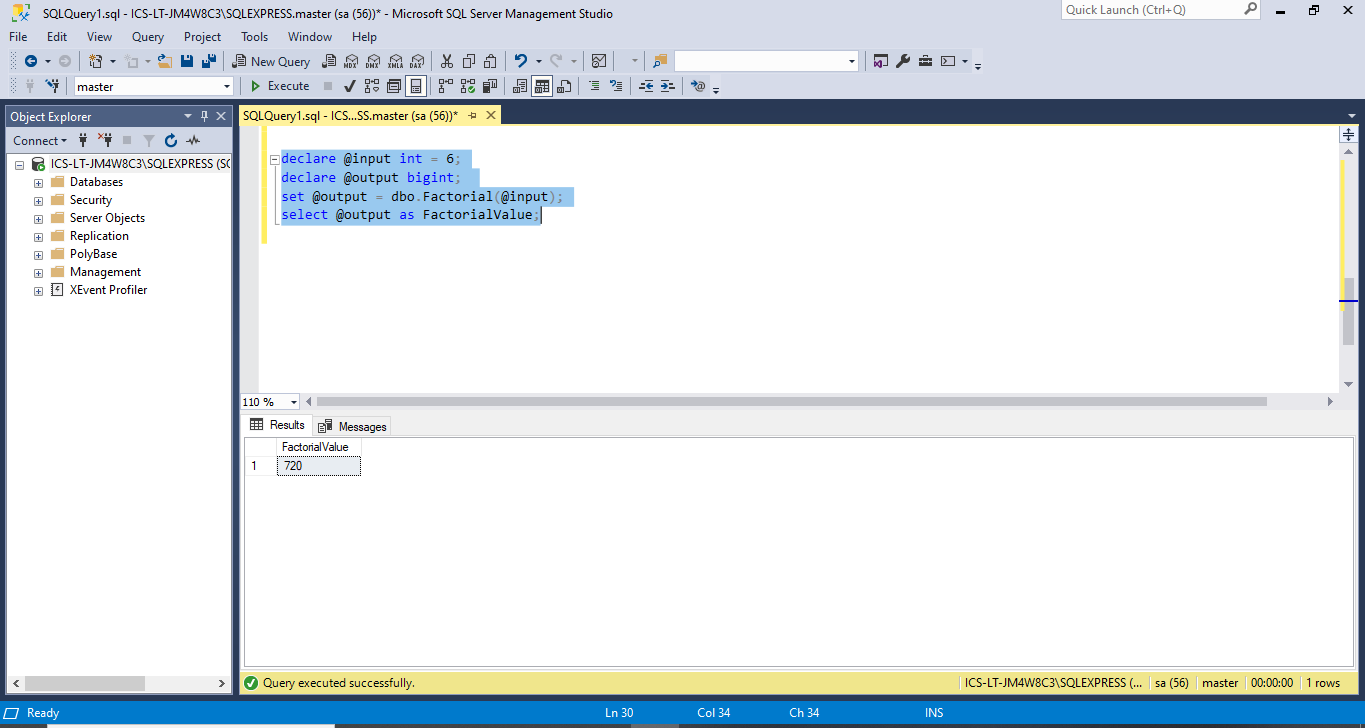 SQLQuery1.sql - ICS-LT-JM4W8C3\SQLEXPRESS.master (sa (56))* - Microsoft SQL Server Management Studio
Quick Launch (Ctrl+Q)
File Edit View Query Project Tools Window Help
New Query MDX DMX XMLA DAX
master Execute
Object Explorer
SQLQuery1.sql - ICS...SS.master (sa (56))*
Connect
ICS-LT-JM4W8C3\SQLEXPRESS (SQ
Databases
Security
Server Objects
Replication
PolyBase
Management
XEvent Profiler
declare @input int = 6;
declare @output bigint;
set @output = dbo.Factorial(@input);
select @output as FactorialValue;
110 %
Results Messages
FactorialValue
1 720
Query executed successfully.
ICS-LT-JM4W8C3\SQLEXPRESS (... sa (56) master 00:00:00 1 rows
Ready Ln 30 Col 34 Ch 34 INS